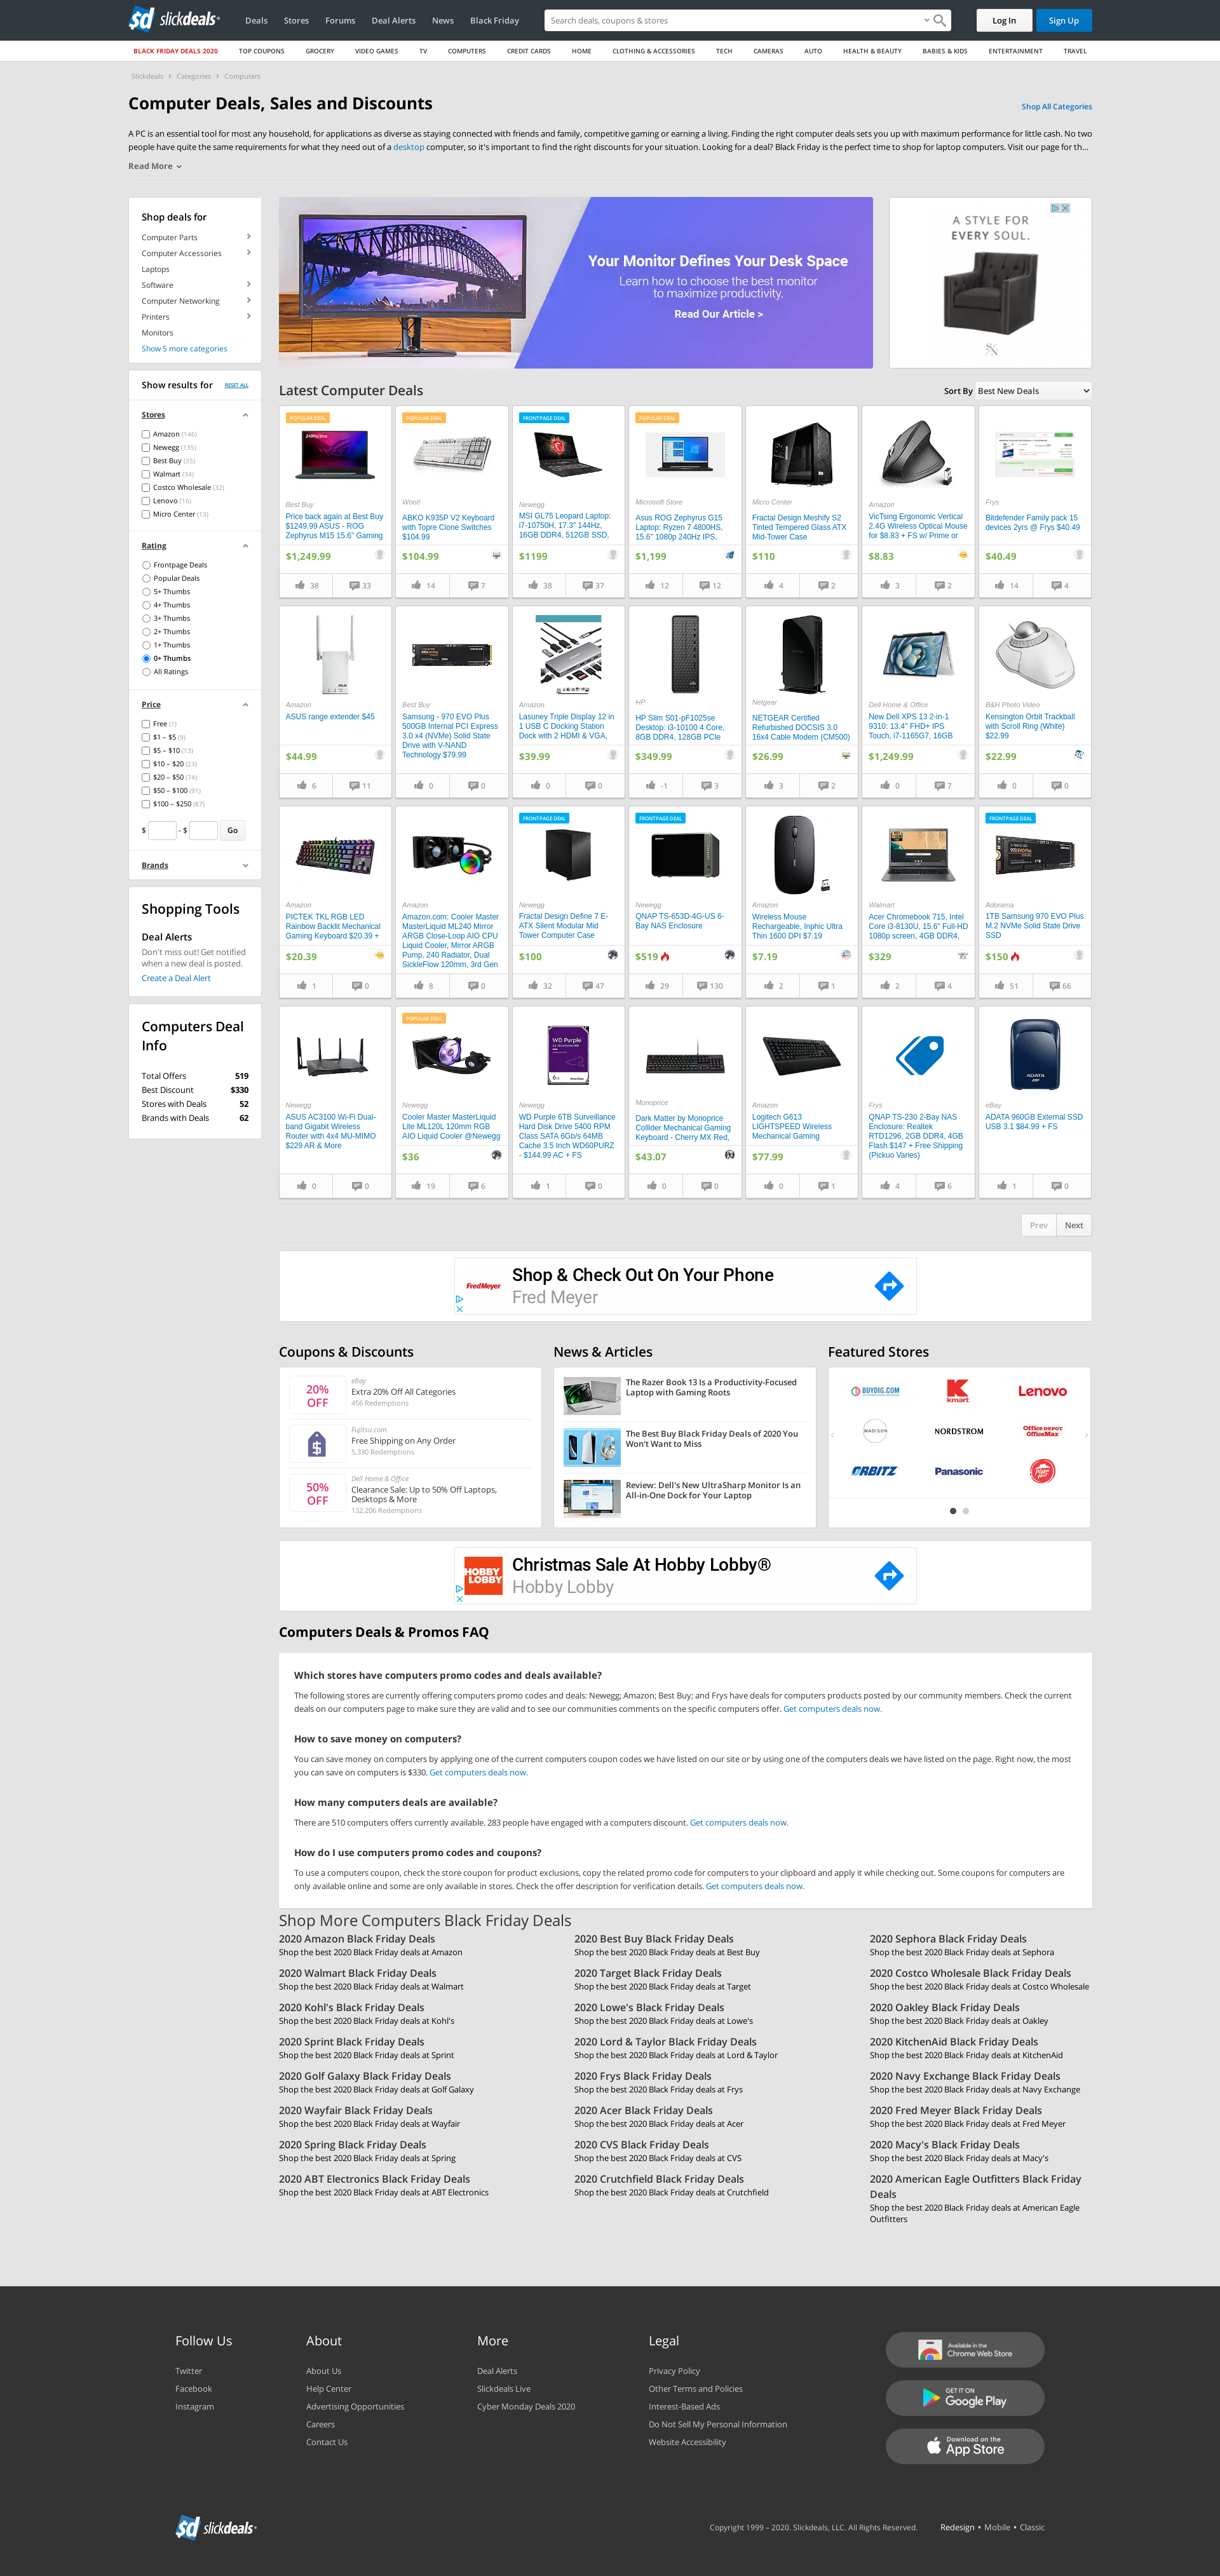 slickdeals
Deals Stores Forums Deal Alerts News Black Friday
Search deals, coupons & stores
Log In
Sign Up
BLACK FRIDAY DEALS 2020 TOP COUPONS GROCERY VIDEO GAMES TV COMPUTERS CREDIT CARDS HOME CLOTHING & ACCESSORIES TECH CAMERAS AUTO HEALTH & BEAUTY BABIES & KIDS ENTERTAINMENT TRAVEL
Slickdeals › Categories › Computers
Computer Deals, Sales and Discounts
Shop All Categories
A PC is an essential tool for most any household, for applications as diverse as staying connected with friends and family, competitive gaming or earning a living. Finding the right computer deals sets you up with maximum performance for little cash. No two
people have quite the same requirements for what they need out of a desktop computer, so it's important to find the right discounts for your situation. Looking for a deal? Black Friday is the perfect time to shop for laptop computers. Visit our page for th...
Read More
Shop deals for
Computer Parts
Computer Accessories
Laptops
Software
Computer Networking
Printers
Monitors
Show 5 more categories
Show results for
RESET ALL
Stores
Amazon (146)
Newegg (135)
Best Buy (35)
Walmart (34)
Costco Wholesale (32)
Lenovo (16)
Micro Center (13)
Rating
Frontpage Deals
Popular Deals
5+ Thumbs
4+ Thumbs
3+ Thumbs
2+ Thumbs
1+ Thumbs
0+ Thumbs
All Ratings
Price
Free (1)
$1 – $5 (9)
$5 – $10 (13)
$10 – $20 (23)
$20 – $50 (74)
$50 – $100 (91)
$100 – $250 (87)
$ - $ Go
Brands
Shopping Tools
Deal Alerts
Don't miss out! Get notified
when a new deal is posted.
Create a Deal Alert
Computers Deal
Info
Total Offers 519
Best Discount $330
Stores with Deals 52
Brands with Deals 62
Your Monitor Defines Your Desk Space
Learn how to choose the best monitor
to maximize productivity.
Read Our Article >
A STYLE FOR
EVERY SOUL.
Latest Computer Deals
Sort By Best New Deals
POPULAR DEAL
Best Buy
Price back again at Best Buy
$1249.99 ASUS - ROG
Zephyrus M15 15.6" Gaming
$1,249.99
38 33
POPULAR DEAL
Woot!
ABKO K935P V2 Keyboard
with Topre Clone Switches
$104.99
$104.99
14 7
FRONTPAGE DEAL
Newegg
MSI GL75 Leopard Laptop:
i7-10750H, 17.3" 144Hz,
16GB DDR4, 512GB SSD,
$1199
38 37
POPULAR DEAL
Microsoft Store
Asus ROG Zephyrus G15
Laptop: Ryzen 7 4800HS,
15.6" 1080p 240Hz IPS,
$1,199
12 12
Micro Center
Fractal Design Meshify S2
Tinted Tempered Glass ATX
Mid-Tower Case
$110
4 2
Amazon
VicTsing Ergonomic Vertical
2.4G Wireless Optical Mouse
for $8.83 + FS w/ Prime or
$8.83
3 2
Frys
Bitdefender Family pack 15
devices 2yrs @ Frys $40.49
$40.49
14 4
Amazon
ASUS range extender $45
$44.99
6 11
Best Buy
Samsung - 970 EVO Plus
500GB Internal PCI Express
3.0 x4 (NVMe) Solid State
Drive with V-NAND
Technology $79.99
0 0
Amazon
Lasuney Triple Display 12 in
1 USB C Docking Station
Dock with 2 HDMI & VGA,
$39.99
0 0
HP
HP Slim S01-pF1025se
Desktop: i3-10100 4 Core,
8GB DDR4, 128GB PCIe
$349.99
-1 3
Netgear
NETGEAR Certified
Refurbished DOCSIS 3.0
16x4 Cable Modem (CM500)
$26.99
3 2
Dell Home & Office
New Dell XPS 13 2-in-1
9310: 13.4" FHD+ IPS
Touch, i7-1165G7, 16GB
$1,249.99
0 7
B&H Photo Video
Kensington Orbit Trackball
with Scroll Ring (White)
$22.99
$22.99
0 0
Amazon
PICTEK TKL RGB LED
Rainbow Backlit Mechanical
Gaming Keyboard $20.39 +
$20.39
1 0
Amazon
Amazon.com: Cooler Master
MasterLiquid ML240 Mirror
ARGB Close-Loop AIO CPU
Liquid Cooler, Mirror ARGB
Pump, 240 Radiator, Dual
SickleFlow 120mm, 3rd Gen
8 0
FRONTPAGE DEAL
Newegg
Fractal Design Define 7 E-
ATX Silent Modular Mid
Tower Computer Case
$100
32 47
FRONTPAGE DEAL
Newegg
QNAP TS-653D-4G-US 6-
Bay NAS Enclosure
$519
29 130
Amazon
Wireless Mouse
Rechargeable, Inphic Ultra
Thin 1600 DPI $7.19
$7.19
2 1
Walmart
Acer Chromebook 715, Intel
Core i3-8130U, 15.6" Full-HD
1080p screen, 4GB DDR4,
$329
2 4
FRONTPAGE DEAL
Adorama
1TB Samsung 970 EVO Plus
M.2 NVMe Solid State Drive
SSD
$150
51 66
Newegg
ASUS AC3100 Wi-Fi Dual-
band Gigabit Wireless
Router with 4x4 MU-MIMO
$229 AR & More
0 0
POPULAR DEAL
Newegg
Cooler Master MasterLiquid
Lite ML120L 120mm RGB
AIO Liquid Cooler @Newegg
$36
19 6
WD Purple
Newegg
WD Purple 6TB Surveillance
Hard Disk Drive 5400 RPM
Class SATA 6Gb/s 64MB
Cache 3.5 Inch WD60PURZ
- $144.99 AC + FS
1 0
Monoprice
Dark Matter by Monoprice
Collider Mechanical Gaming
Keyboard - Cherry MX Red,
$43.07
0 0
Amazon
Logitech G613
LIGHTSPEED Wireless
Mechanical Gaming
$77.99
0 1
Frys
QNAP TS-230 2-Bay NAS
Enclosure: Realtek
RTD1296, 2GB DDR4, 4GB
Flash $147 + Free Shipping
(Pickuo Varies)
4 6
ADATA
eBay
ADATA 960GB External SSD
USB 3.1 $84.99 + FS
1 0
Prev Next
Fred Meyer
Shop & Check Out On Your Phone
Fred Meyer
Coupons & Discounts
20%
OFF
eBay
Extra 20% Off All Categories
456 Redemptions
Fujitsu.com
Free Shipping on Any Order
5,330 Redemptions
50%
OFF
Dell Home & Office
Clearance Sale: Up to 50% Off Laptops,
Desktops & More
132,206 Redemptions
News & Articles
The Razer Book 13 Is a Productivity-Focused
Laptop with Gaming Roots
The Best Buy Black Friday Deals of 2020 You
Won't Want to Miss
Review: Dell's New UltraSharp Monitor Is an
All-in-One Dock for Your Laptop
Featured Stores
BUYDIG.COM
kmart
Lenovo
MADISON
NORDSTROM
Office DEPOT
OfficeMax
ORBITZ
Panasonic
HOBBY
LOBBY
Christmas Sale At Hobby Lobby®
Hobby Lobby
Computers Deals & Promos FAQ
Which stores have computers promo codes and deals available?
The following stores are currently offering computers promo codes and deals: Newegg; Amazon; Best Buy; and Frys have deals for computers products posted by our community members. Check the current
deals on our computers page to make sure they are valid and to see our communities comments on the specific computers offer. Get computers deals now.
How to save money on computers?
You can save money on computers by applying one of the current computers coupon codes we have listed on our site or by using one of the computers deals we have listed on the page. Right now, the most
you can save on computers is $330. Get computers deals now.
How many computers deals are available?
There are 510 computers offers currently available. 283 people have engaged with a computers discount. Get computers deals now.
How do I use computers promo codes and coupons?
To use a computers coupon, check the store coupon for product exclusions, copy the related promo code for computers to your clipboard and apply it while checking out. Some coupons for computers are
only available online and some are only available in stores. Check the offer description for verification details. Get computers deals now.
Shop More Computers Black Friday Deals
2020 Amazon Black Friday Deals
Shop the best 2020 Black Friday deals at Amazon
2020 Best Buy Black Friday Deals
Shop the best 2020 Black Friday deals at Best Buy
2020 Sephora Black Friday Deals
Shop the best 2020 Black Friday deals at Sephora
2020 Walmart Black Friday Deals
Shop the best 2020 Black Friday deals at Walmart
2020 Target Black Friday Deals
Shop the best 2020 Black Friday deals at Target
2020 Costco Wholesale Black Friday Deals
Shop the best 2020 Black Friday deals at Costco Wholesale
2020 Kohl's Black Friday Deals
Shop the best 2020 Black Friday deals at Kohl's
2020 Lowe's Black Friday Deals
Shop the best 2020 Black Friday deals at Lowe's
2020 Oakley Black Friday Deals
Shop the best 2020 Black Friday deals at Oakley
2020 Sprint Black Friday Deals
Shop the best 2020 Black Friday deals at Sprint
2020 Lord & Taylor Black Friday Deals
Shop the best 2020 Black Friday deals at Lord & Taylor
2020 KitchenAid Black Friday Deals
Shop the best 2020 Black Friday deals at KitchenAid
2020 Golf Galaxy Black Friday Deals
Shop the best 2020 Black Friday deals at Golf Galaxy
2020 Frys Black Friday Deals
Shop the best 2020 Black Friday deals at Frys
2020 Navy Exchange Black Friday Deals
Shop the best 2020 Black Friday deals at Navy Exchange
2020 Wayfair Black Friday Deals
Shop the best 2020 Black Friday deals at Wayfair
2020 Acer Black Friday Deals
Shop the best 2020 Black Friday deals at Acer
2020 Fred Meyer Black Friday Deals
Shop the best 2020 Black Friday deals at Fred Meyer
2020 Spring Black Friday Deals
Shop the best 2020 Black Friday deals at Spring
2020 CVS Black Friday Deals
Shop the best 2020 Black Friday deals at CVS
2020 Macy's Black Friday Deals
Shop the best 2020 Black Friday deals at Macy's
2020 ABT Electronics Black Friday Deals
Shop the best 2020 Black Friday deals at ABT Electronics
2020 Crutchfield Black Friday Deals
Shop the best 2020 Black Friday deals at Crutchfield
2020 American Eagle Outfitters Black Friday
Deals
Shop the best 2020 Black Friday deals at American Eagle
Outfitters
Follow Us
Twitter
Facebook
Instagram
About
About Us
Help Center
Advertising Opportunities
Careers
Contact Us
More
Deal Alerts
Slickdeals Live
Cyber Monday Deals 2020
Legal
Privacy Policy
Other Terms and Policies
Interest-Based Ads
Do Not Sell My Personal Information
Website Accessibility
Available in the
Chrome Web Store
GET IT ON
Google Play
Download on the
App Store
slickdeals
Copyright 1999 – 2020. Slickdeals, LLC. All Rights Reserved.
Redesign • Mobile • Classic